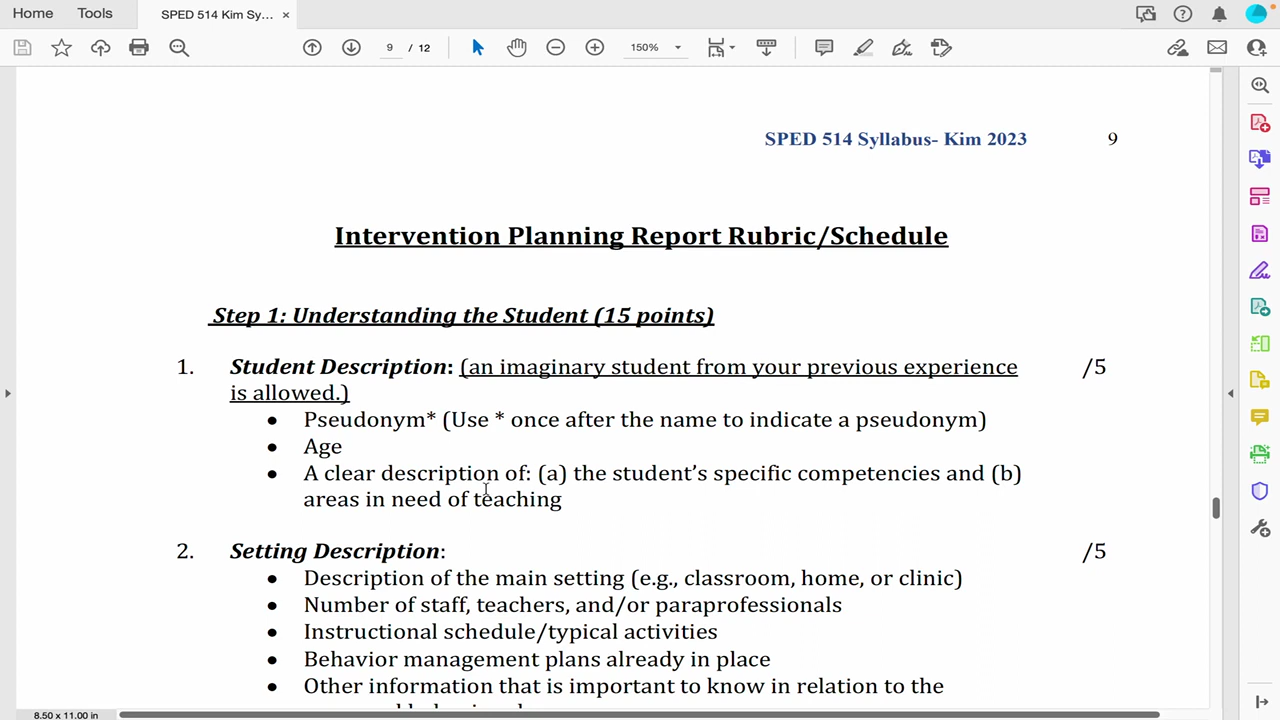 Home Tools SPED 514 Kim Sy... ×
9 / 12 150%
SPED 514 Syllabus- Kim 2023 9
Intervention Planning Report Rubric/Schedule
Step 1: Understanding the Student (15 points)
1. Student Description: (an imaginary student from your previous experience /5
is allowed.)
• Pseudonym* (Use * once after the name to indicate a pseudonym)
• Age
• A clear description of: (a) the student’s specific competencies and (b)
areas in need of teaching
2. Setting Description: /5
• Description of the main setting (e.g., classroom, home, or clinic)
• Number of staff, teachers, and/or paraprofessionals
• Instructional schedule/typical activities
• Behavior management plans already in place
• Other information that is important to know in relation to the
8.50 x 11.00 in